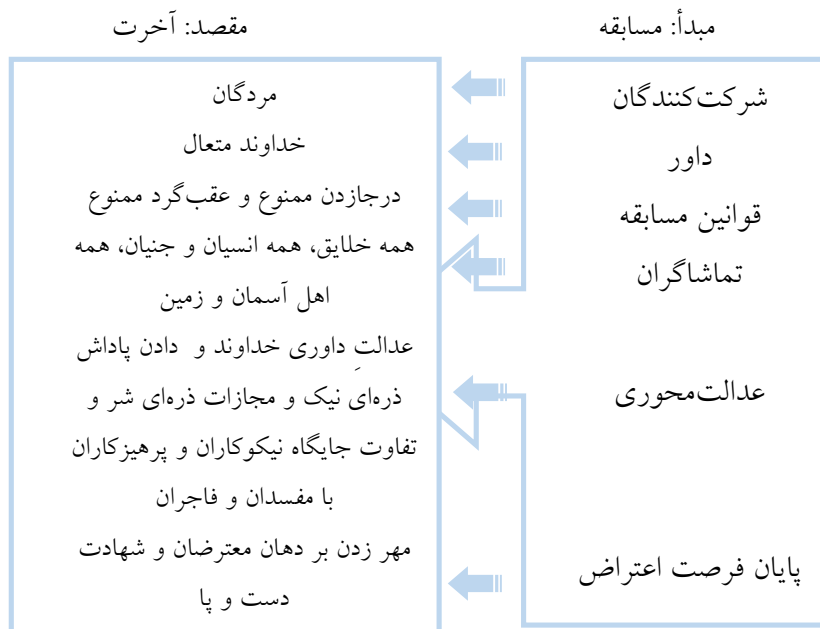 مبدأ: مسابقه
مقصد: آخرت
شرکت‌کنندگان
مردگان
داور
خداوند متعال
قوانین مسابقه
درجازدن ممنوع و عقب‌گرد ممنوع
تماشاگران
همه خلایق، همه انسیان و جنیان، همه
اهل آسمان و زمین
عدالت‌محوری
عدالتِ داوری خداوند و دادن پاداش
ذره‌ای نیک و مجازات ذره‌ای شر و
تفاوت جایگاه نیکوکاران و پرهیزکاران
با مفسدان و فاجران
پایان فرصت اعتراض
مهر زدن بر دهان معترضان و شهادت
دست و پا